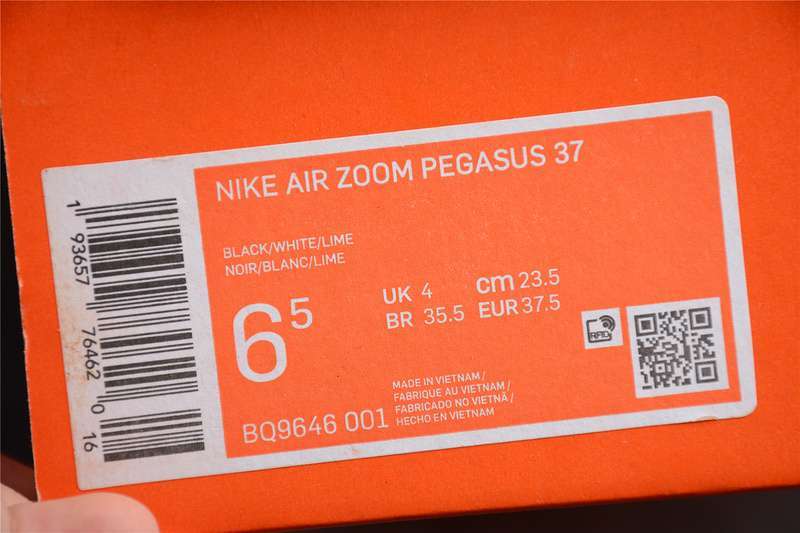 NIKE AIR ZOOM PEGASUS 37
BLACK/WHITE/LIME
NOIR/BLANC/LIME
6 5
UK 4 cm 23.5
BR 35.5 EUR 37.5
RFID
BQ9646 001
MADE IN VIETNAM /
FABRIQUE AU VIETNAM /
FABRICADO NO VIETNÃ /
HECHO EN VIETNAM
1 93657 76462 0 16